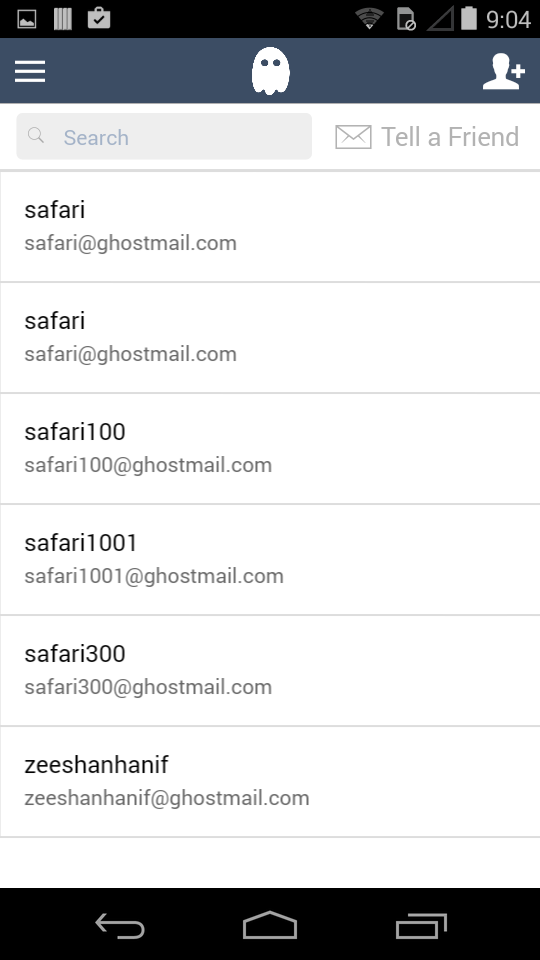 9:04
Search
Tell a Friend
safari
safari@ghostmail.com
safari
safari@ghostmail.com
safari100
safari100@ghostmail.com
safari1001
safari1001@ghostmail.com
safari300
safari300@ghostmail.com
zeeshanhanif
zeeshanhanif@ghostmail.com